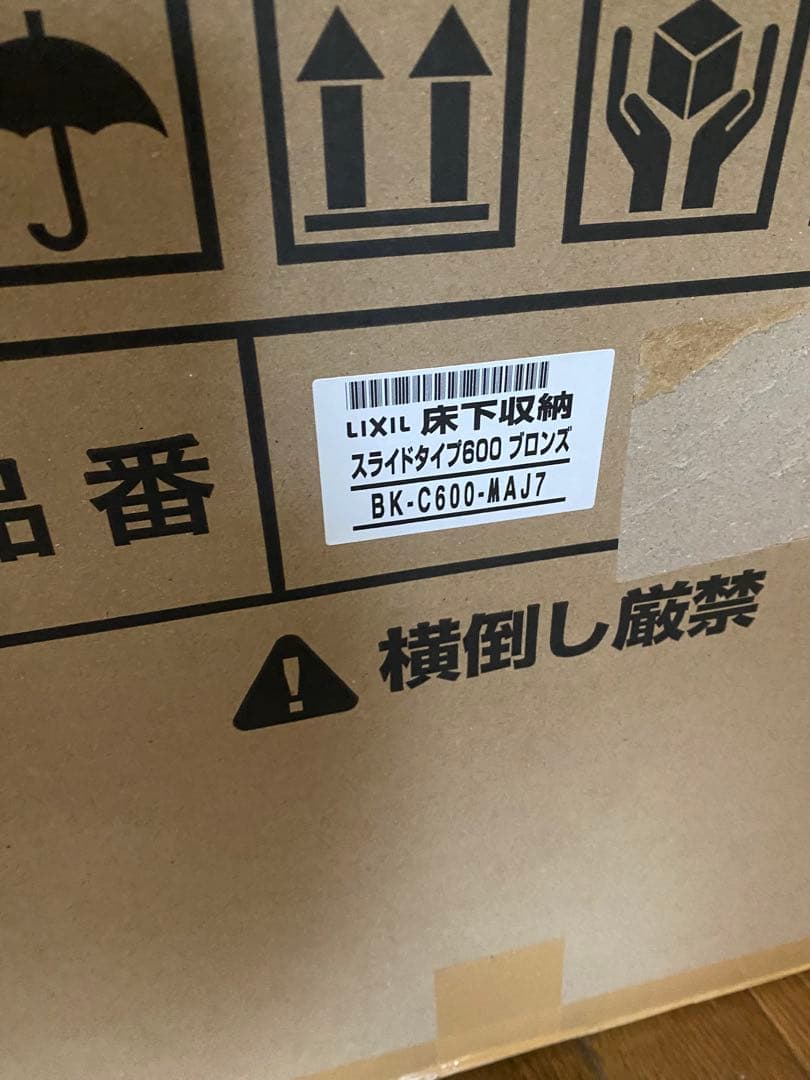 LIXIL 床下収納
スライドタイプ600 ブロンズ
BK-C600-MAJ7
品番
横倒し厳禁